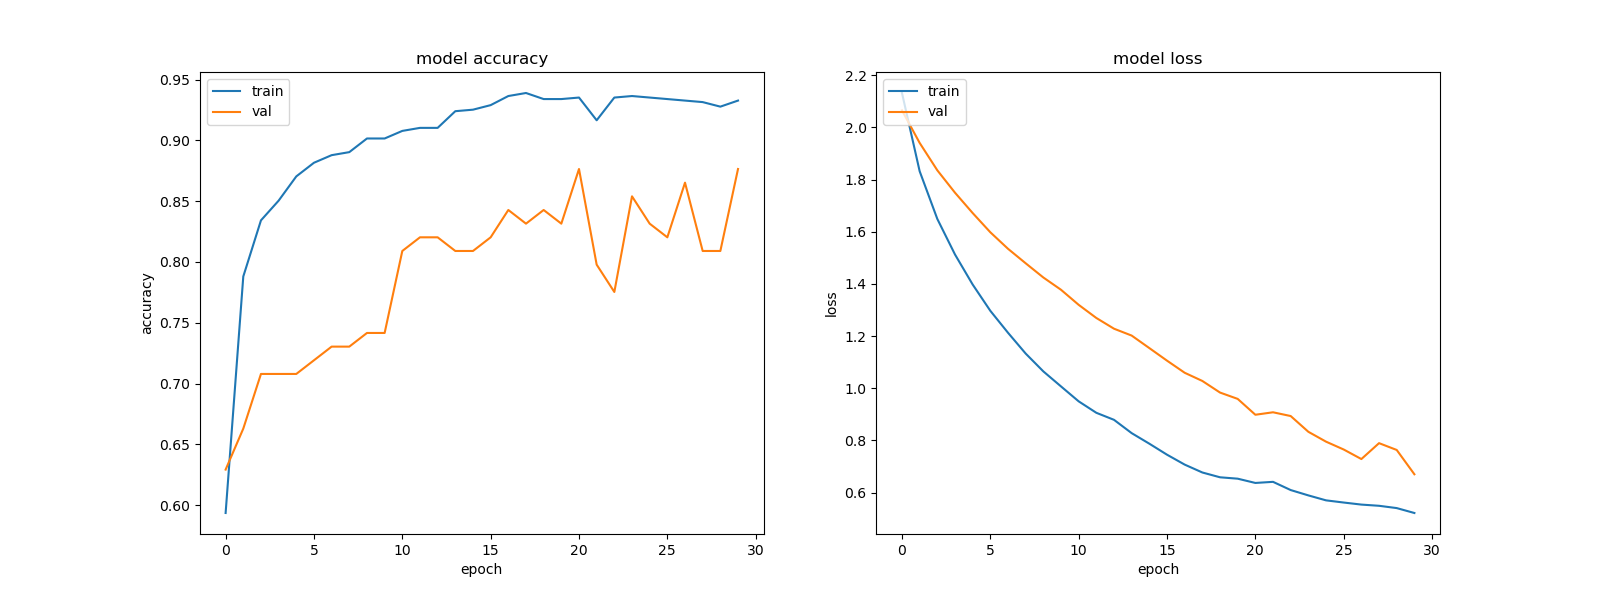 model accuracy
train
val
0.95
0.90
0.85
0.80
0.75
0.70
0.65
0.60
accuracy
0 5 10 15 20 25 30
epoch
model loss
train
val
2.2
2.0
1.8
1.6
1.4
1.2
1.0
0.8
0.6
loss
0 5 10 15 20 25 30
epoch